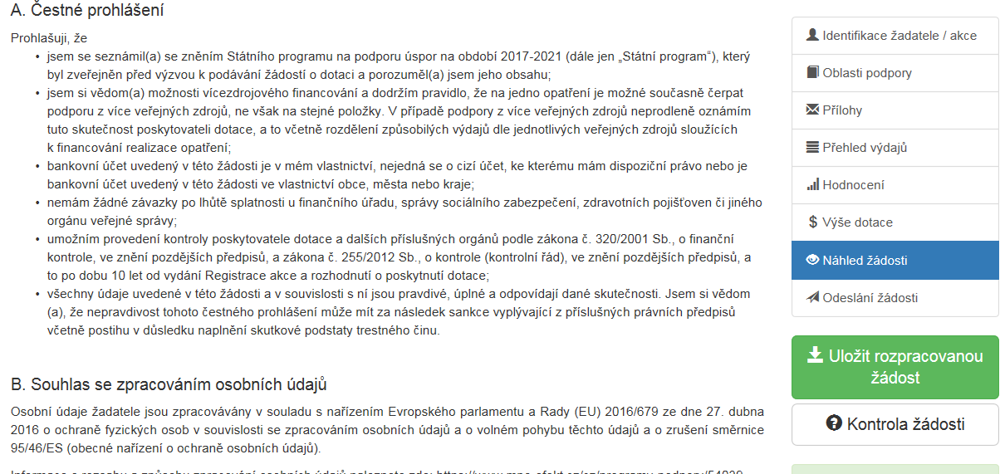 A. Čestné prohlášení
Prohlašuji, že
• jsem se seznámil(a) se zněním Státního programu na podporu úspor na období 2017-2021 (dále jen „Státní program“), který
byl zveřejněn před výzvou k podávání žádostí o dotaci a porozuměl(a) jsem jeho obsahu;
• jsem si vědom(a) možnosti vícezdrojového financování a dodržím pravidlo, že na jedno opatření je možné současně čerpat
podporu z více veřejných zdrojů, ne však na stejné položky. V případě podpory z více veřejných zdrojů neprodleně oznámím
tuto skutečnost poskytovateli dotace, a to včetně rozdělení způsobilých výdajů dle jednotlivých veřejných zdrojů sloužících
k financování realizace opatření;
• bankovní účet uvedený v této žádosti je v mém vlastnictví, nejedná se o cizí účet, ke kterému mám dispoziční právo nebo je
bankovní účet uvedený v této žádosti ve vlastnictví obce, města nebo kraje;
• nemám žádné závazky po lhůtě splatnosti u finančního úřadu, správy sociálního zabezpečení, zdravotních pojišťoven či jiného
orgánu veřejné správy;
• umožním provedení kontroly poskytovatele dotace a dalších příslušných orgánů podle zákona č. 320/2001 Sb., o finanční
kontrole, ve znění pozdějších předpisů, a zákona č. 255/2012 Sb., o kontrole (kontrolní řád), ve znění pozdějších předpisů, a
to po dobu 10 let od vydání Registrace akce a rozhodnutí o poskytnutí dotace;
• všechny údaje uvedené v této žádosti a v souvislosti s ní jsou pravdivé, úplné a odpovídají dané skutečnosti. Jsem si vědom
(a), že nepravdivost tohoto čestného prohlášení může mít za následek sankce vyplývající z příslušných právních předpisů
včetně postihu v důsledku naplnění skutkové podstaty trestného činu.
B. Souhlas se zpracováním osobních údajů
Osobní údaje žadatele jsou zpracovávány v souladu s nařízením Evropského parlamentu a Rady (EU) 2016/679 ze dne 27. dubna
2016 o ochraně fyzických osob v souvislosti se zpracováním osobních údajů a o volném pohybu těchto údajů a o zrušení směrnice
95/46/ES (obecné nařízení o ochraně osobních údajů).
Identifikace žadatele / akce
Oblasti podpory
Přílohy
Přehled výdajů
Hodnocení
$ Výše dotace
Náhled žádosti
Odeslání žádosti
Uložit rozpracovanou
žádost
Kontrola žádosti